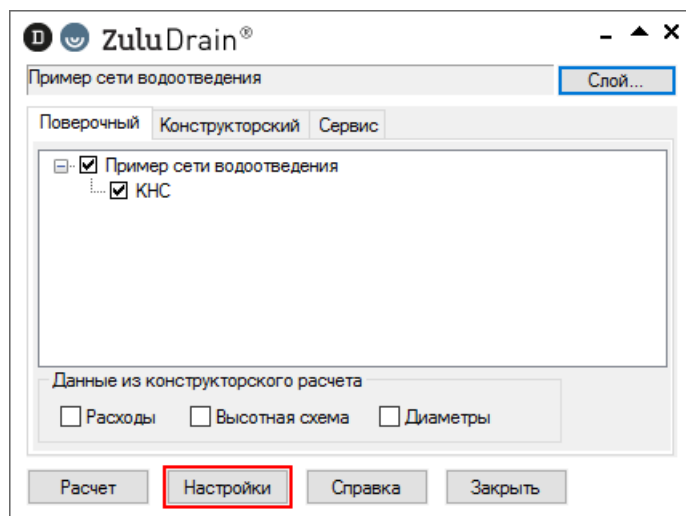 D ZuluDrain®
Пример сети водоотведения Слой...
Поверочный Конструкторский Сервис
Пример сети водоотведения
КНС
Данные из конструкторского расчета
Расходы Высотная схема Диаметры
Расчет Настройки Справка Закрыть